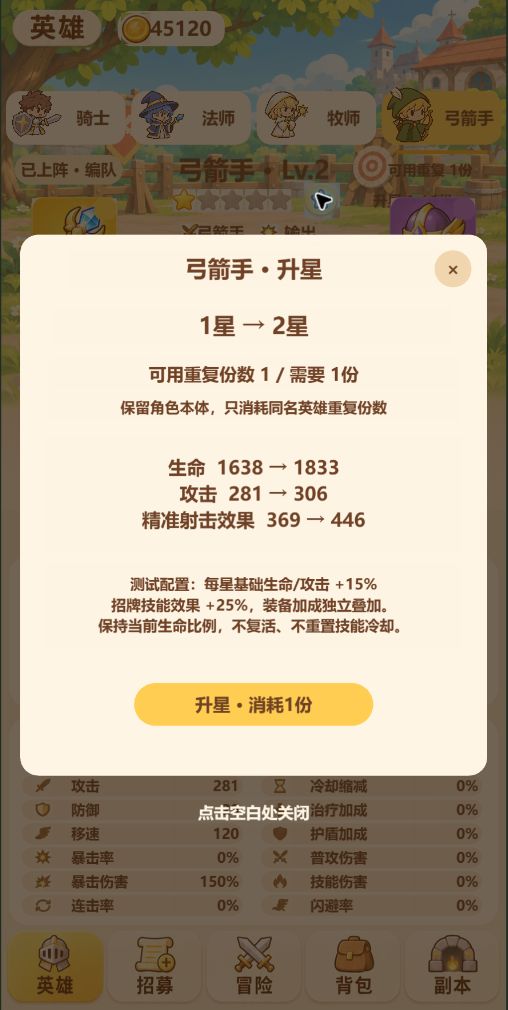 英雄
45120
骑士
法师
牧师
弓箭手
已上阵·编队
弓箭手·Lv.2
可用重复 1份
弓箭手 输出
弓箭手·升星
×
1星 → 2星
可用重复份数 1 / 需要 1份
保留角色本体，只消耗同名英雄重复份数
生命 1638 → 1833
攻击 281 → 306
精准射击效果 369 → 446
测试配置：每星基础生命/攻击 +15%
招牌技能效果 +25%，装备加成独立叠加。
保持当前生命比例，不复活、不重置技能冷却。
升星·消耗1份
攻击 281
冷却缩减 0%
防御
治疗加成 0%
点击空白处关闭
移速 120
护盾加成 0%
暴击率 0%
普攻伤害 0%
暴击伤害 150%
技能伤害 0%
连击率 0%
闪避率 0%
英雄
招募
冒险
背包
副本